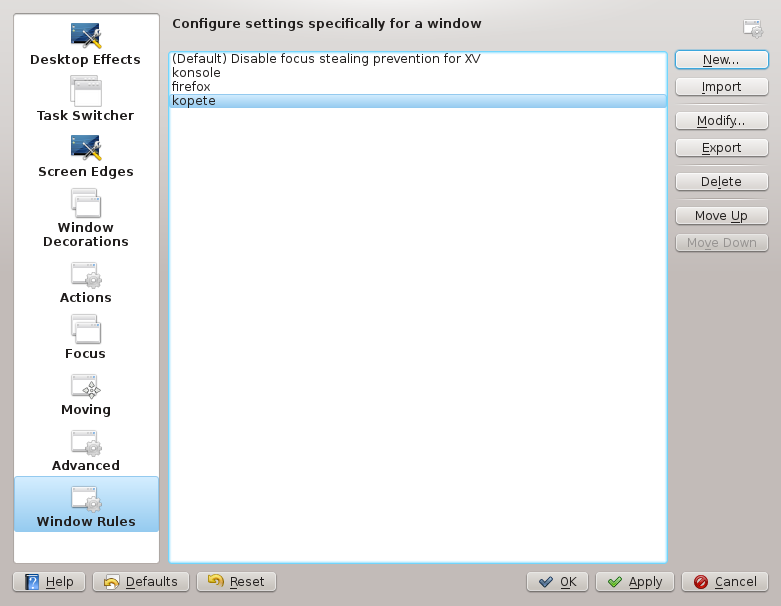 Configure settings specifically for a window
Desktop Effects
Task Switcher
Screen Edges
Window
Decorations
Actions
Focus
Moving
Advanced
Window Rules
(Default) Disable focus stealing prevention for XV
konsole
firefox
kopete
New...
Import
Modify...
Export
Delete
Move Up
Move Down
Help
Defaults
Reset
OK
Apply
Cancel